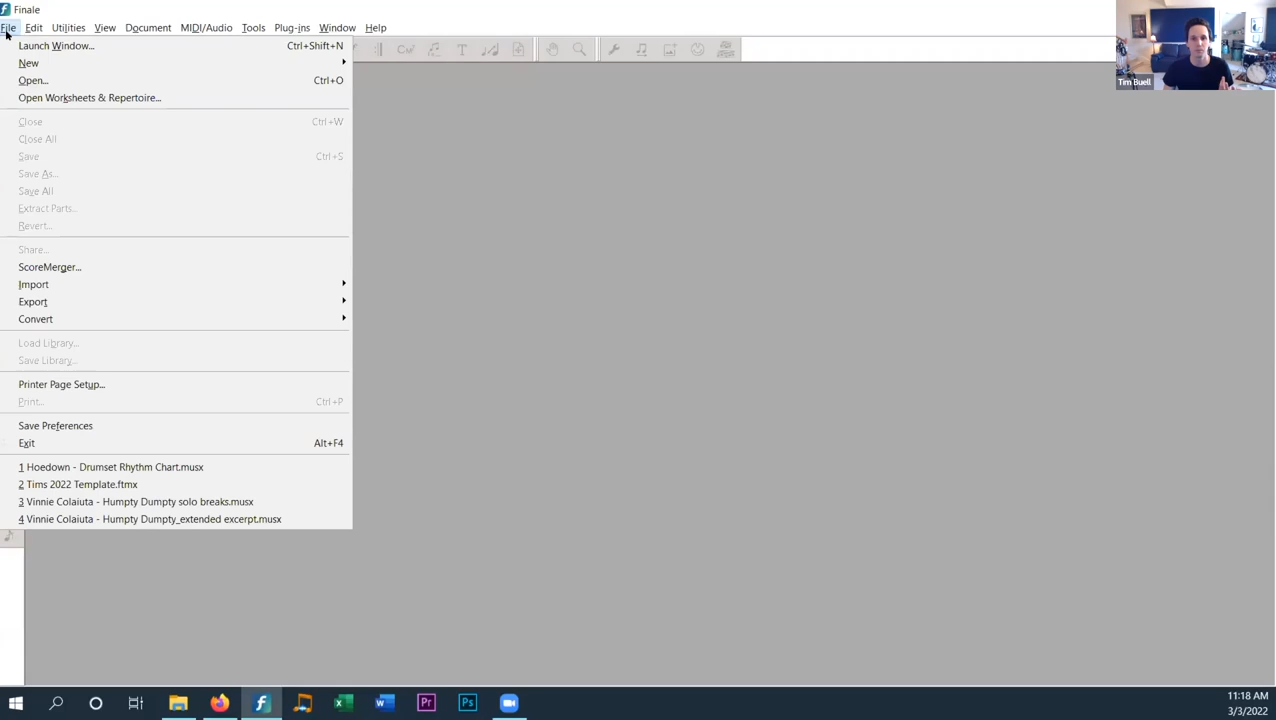 Finale
File Edit Utilities View Document MIDI/Audio Tools Plug-ins Window Help
Launch Window... Ctrl+Shift+N
New
Open... Ctrl+O
Open Worksheets & Repertoire...
Close Ctrl+W
Close All
Save Ctrl+S
Save As...
Save All
Extract Parts...
Revert...
Share...
ScoreMerger...
Import
Export
Convert
Load Library...
Save Library...
Printer Page Setup...
Print... Ctrl+P
Save Preferences
Exit Alt+F4
1 Hoedown - Drumset Rhythm Chart.musx
2 Tims 2022 Template.ftmx
3 Vinnie Colaiuta - Humpty Dumpty solo breaks.musx
4 Vinnie Colaiuta - Humpty Dumpty_extended excerpt.musx
Tim Buell
11:18 AM
3/3/2022